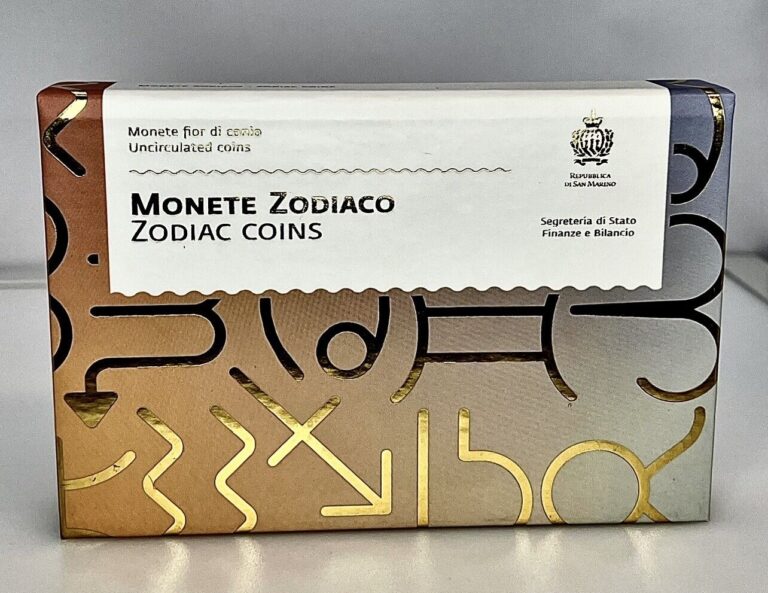 Monete fior di conio
Uncirculated coins
MONETE ZODIACO
ZODIAC COINS
REPUBBLICA
DI SAN MARINO
Segreteria di Stato
Finanze e Bilancio